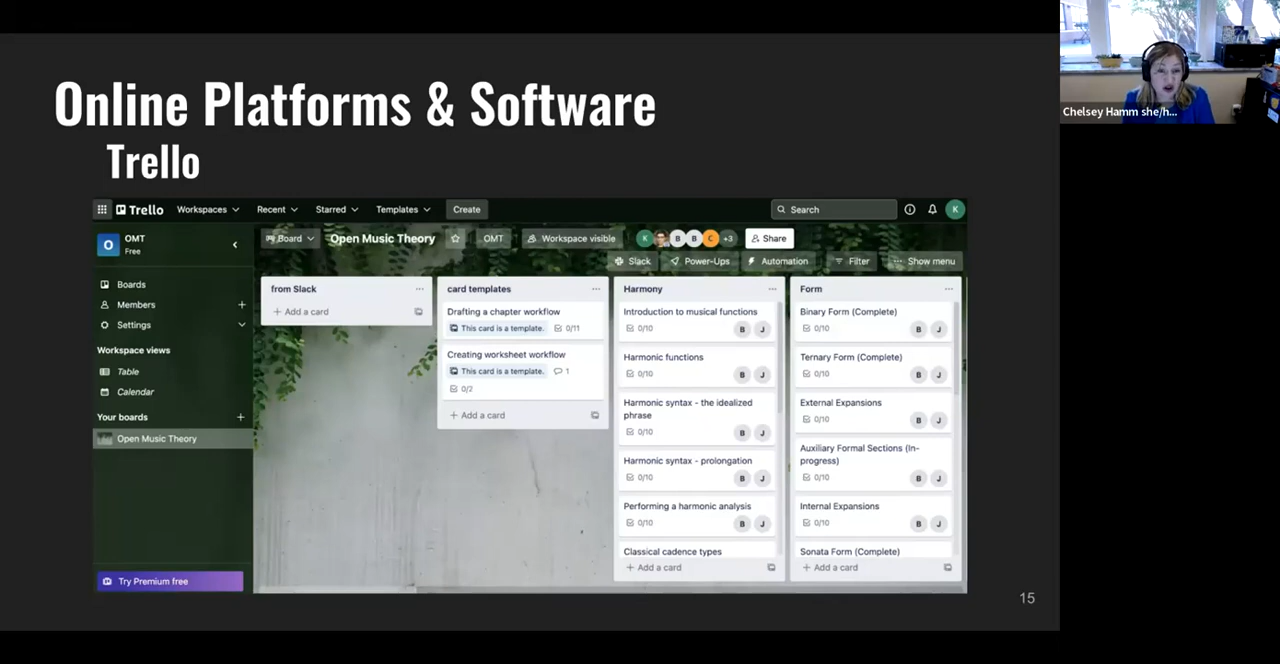 Online Platforms & Software
Trello
Trello Workspaces Recent Starred Templates Create Search K
O OMT Free
Board Open Music Theory OMT Workspace visible K B B C +3 Share
Slack Power-Ups Automation Filter Show menu
Boards
Members
Settings
Workspace views
Table
Calendar
Your boards
Open Music Theory
Try Premium free
from Slack
Add a card
card templates
Drafting a chapter workflow
This card is a template. 0/11
Creating worksheet workflow
This card is a template. 1
0/2
Add a card
Harmony
Introduction to musical functions
0/10 B J
Harmonic functions
0/10 B J
Harmonic syntax - the idealized
phrase
0/10 B J
Harmonic syntax - prolongation
0/10 B J
Performing a harmonic analysis
0/10 B J
Classical cadence types
Add a card
Form
Binary Form (Complete)
0/10 B J
Ternary Form (Complete)
0/10 B J
External Expansions
0/10 B J
Auxiliary Formal Sections (In-
progress)
0/10 B J
Internal Expansions
0/10 B J
Sonata Form (Complete)
Add a card
15
Chelsey Hamm she/h...